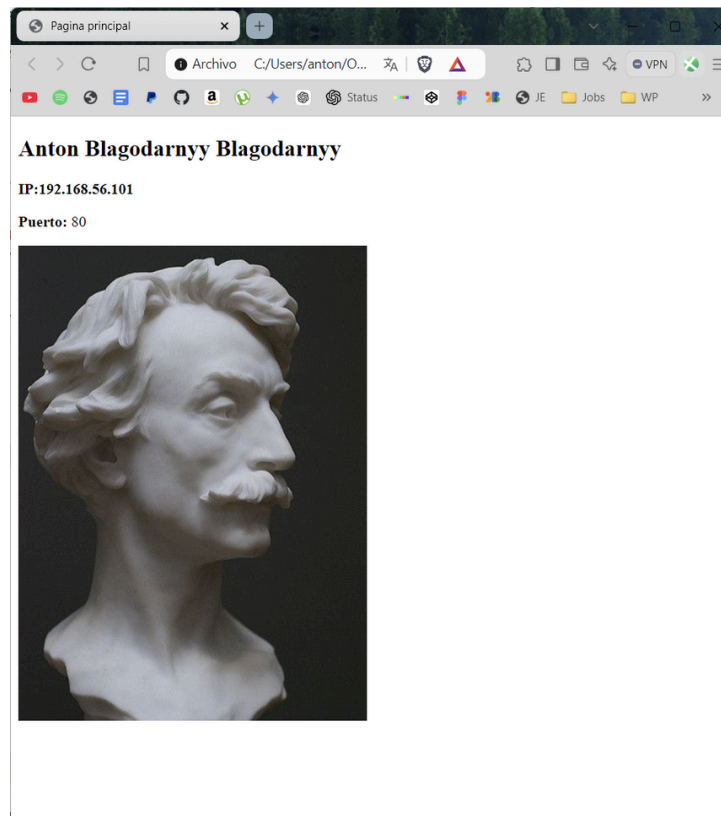 Pagina principal
Archivo C:/Users/anton/O... VPN
a Status JE Jobs WP »
Anton Blagodarnyy Blagodarnyy
IP:192.168.56.101
Puerto: 80